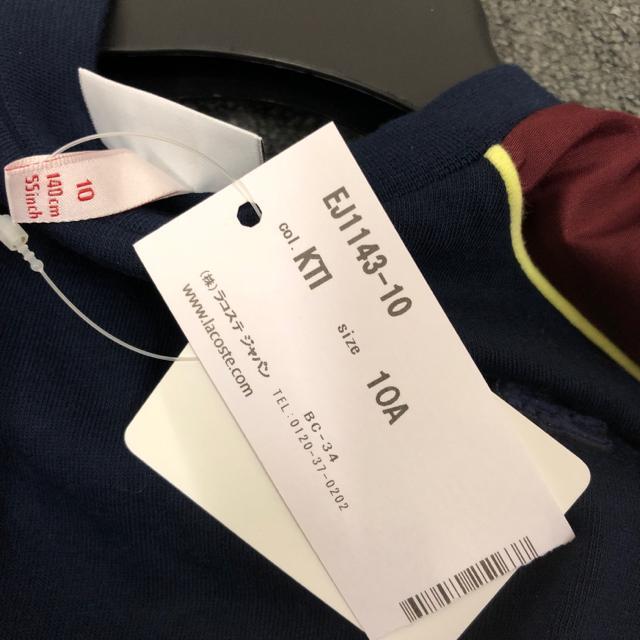 10
140cm
55inch
EJ1143-10
col. KTI size 10A
(株)ラコステ ジャパン
www.lacoste.com
BC-34
TEL:0120-37-0202